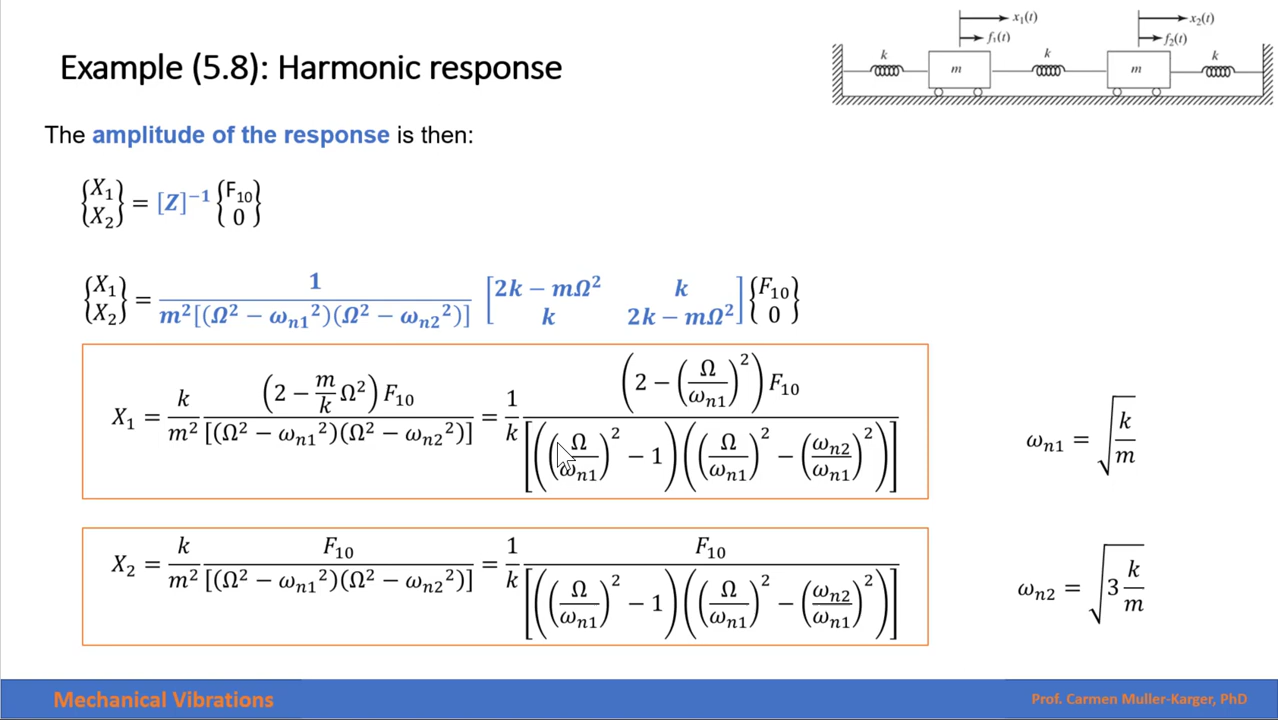 x₁(t) x₂(t)
f₁(t) f₂(t)
k k k
m m
Example (5.8): Harmonic response
The amplitude of the response is then:
{X₁ X₂} = [Z]⁻¹ {F₁₀ 0}
{X₁ X₂} = 1 / m²[(Ω² − ωₙ₁²)(Ω² − ωₙ₂²)] [2k − mΩ² k k 2k − mΩ²] {F₁₀ 0}
X₁ = k/m² (2 − m/k Ω²) F₁₀ / [(Ω² − ωₙ₁²)(Ω² − ωₙ₂²)] = 1/k (2 − (Ω/ωₙ₁)²) F₁₀ / [((Ω/ωₙ₁)² − 1)((Ω/ωₙ₁)² − (ωₙ₂/ωₙ₁)²)]
ωₙ₁ = √(k/m)
X₂ = k/m² F₁₀ / [(Ω² − ωₙ₁²)(Ω² − ωₙ₂²)] = 1/k F₁₀ / [((Ω/ωₙ₁)² − 1)((Ω/ωₙ₁)² − (ωₙ₂/ωₙ₁)²)]
ωₙ₂ = √(3 k/m)
Mechanical Vibrations
Prof. Carmen Muller-Karger, PhD